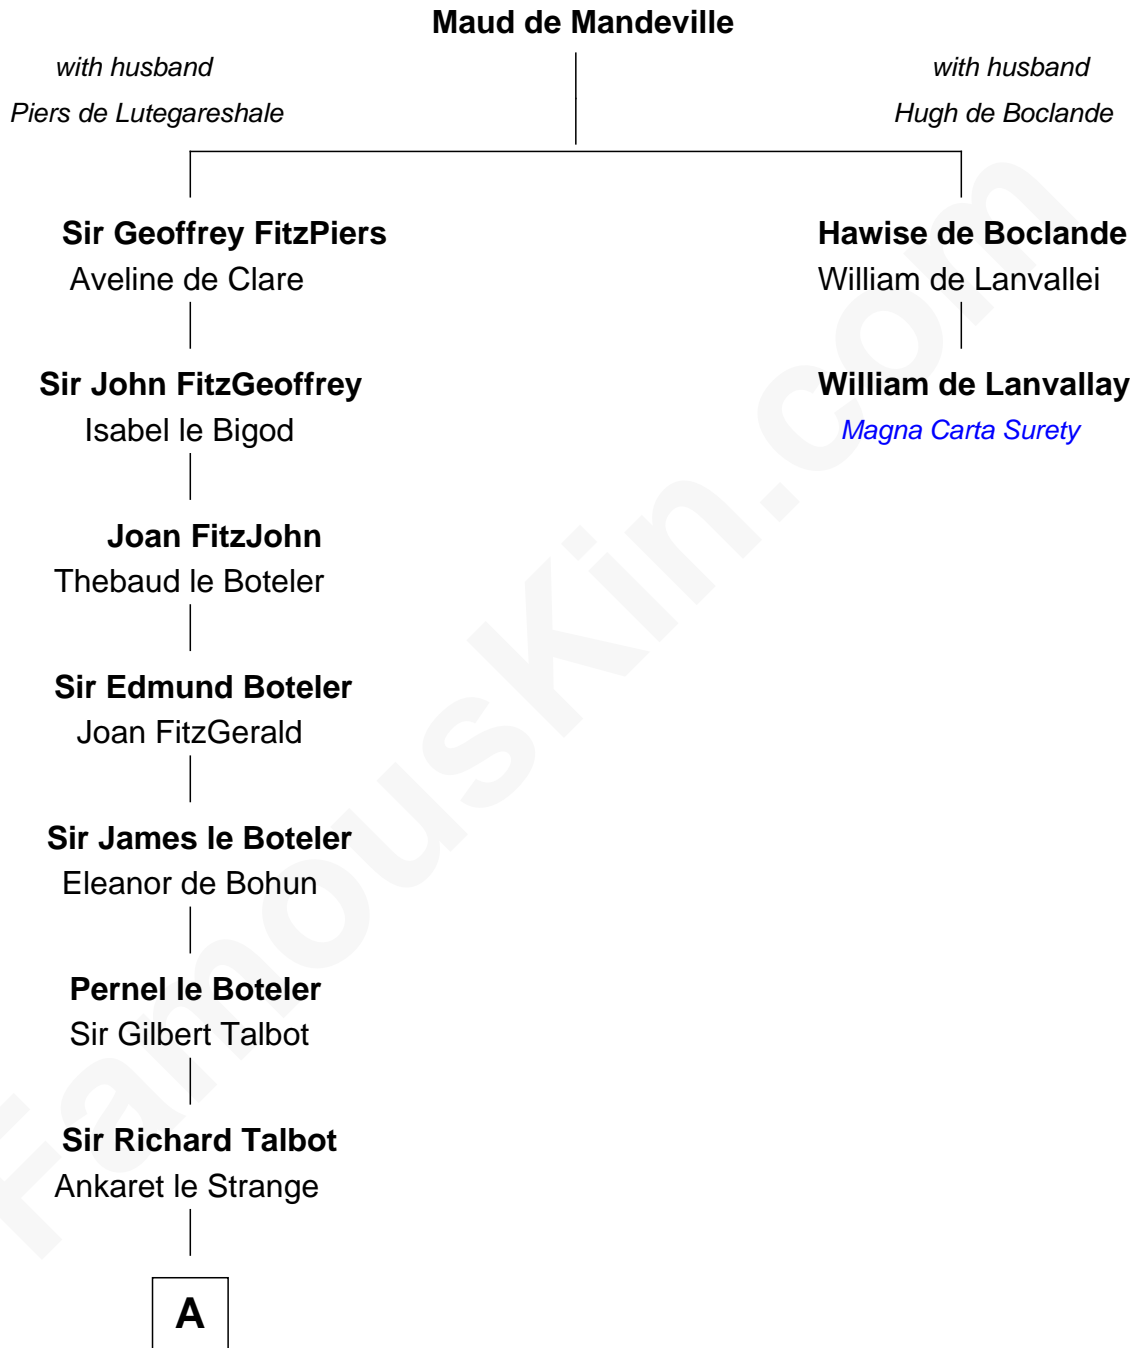 Maud de Mandeville
with husband
Piers de Lutegareshale
with husband
Hugh de Boclande
Sir Geoffrey FitzPiers
Aveline de Clare
Hawise de Boclande
William de Lanvallei
Sir John FitzGeoffrey
Isabel le Bigod
William de Lanvallay
Magna Carta Surety
Joan FitzJohn
Thebaud le Boteler
Sir Edmund Boteler
Joan FitzGerald
Sir James le Boteler
Eleanor de Bohun
Pernel le Boteler
Sir Gilbert Talbot
Sir Richard Talbot
Ankaret le Strange
A
FamousKin.com